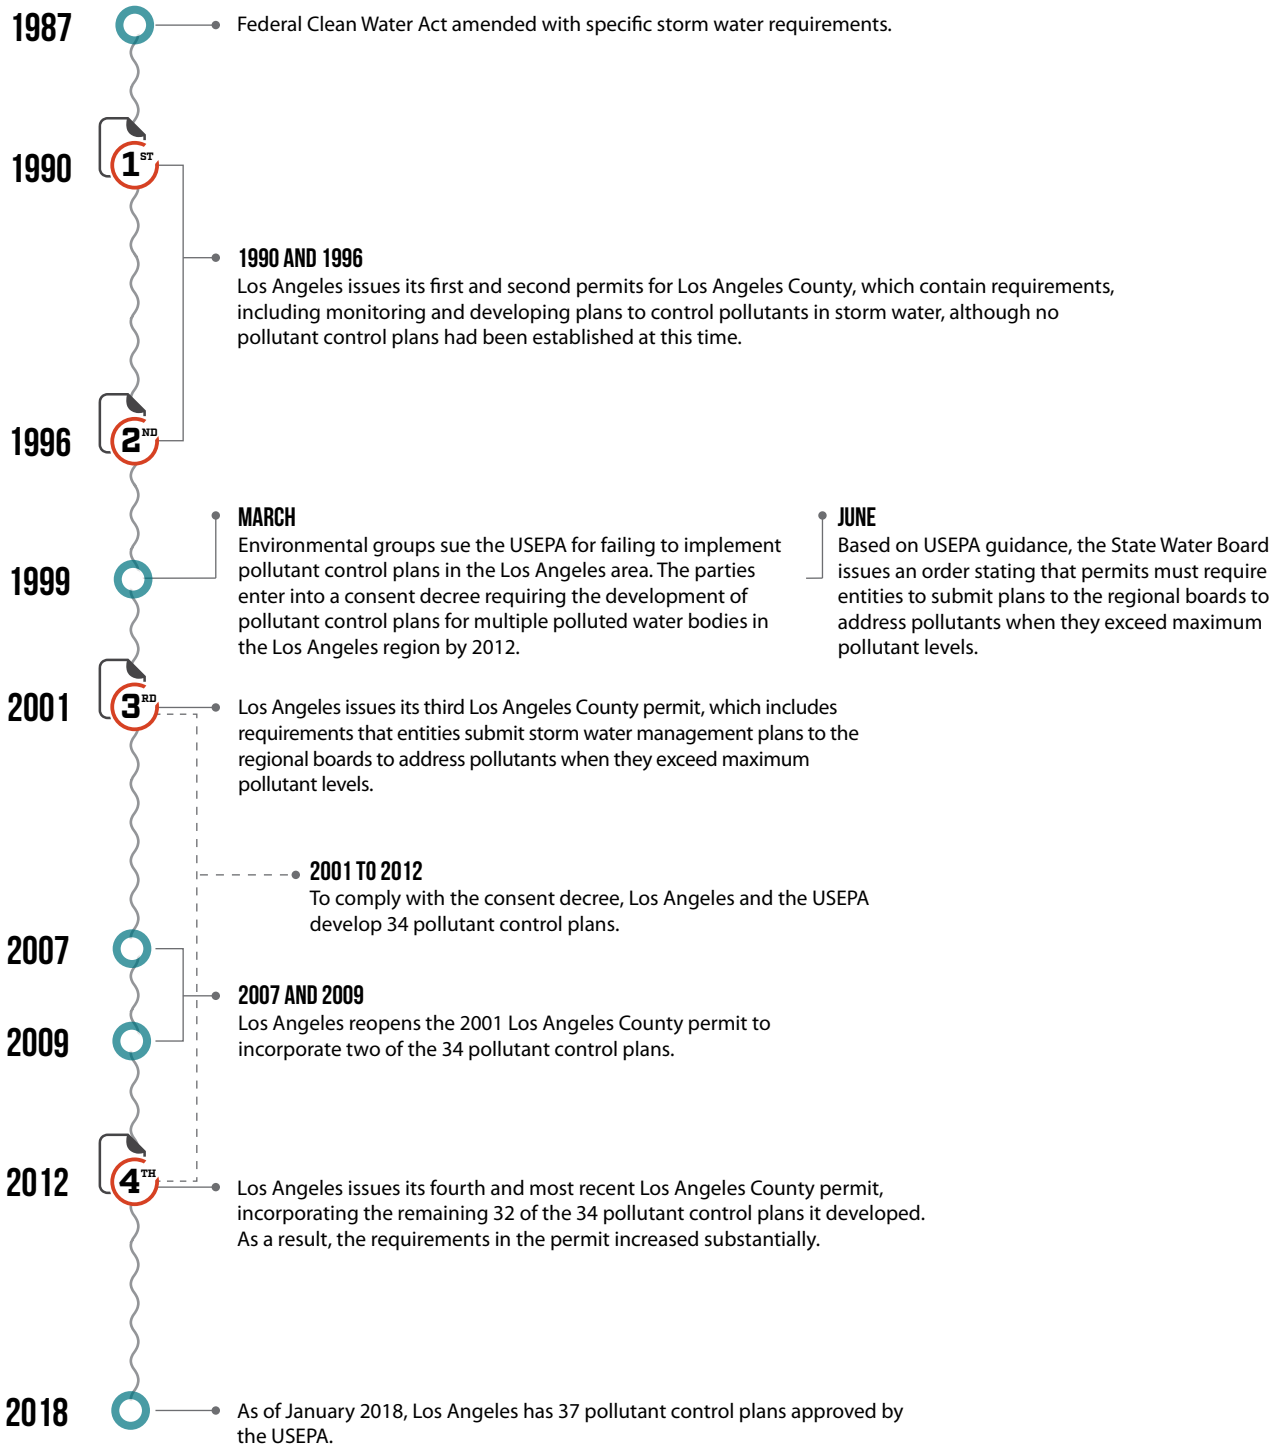 1987
Federal Clean Water Act amended with specific storm water requirements.
1990
1ST
1990 AND 1996
Los Angeles issues its first and second permits for Los Angeles County, which contain requirements,
including monitoring and developing plans to control pollutants in storm water, although no
pollutant control plans had been established at this time.
1996
2ND
1999
MARCH
Environmental groups sue the USEPA for failing to implement
pollutant control plans in the Los Angeles area. The parties
enter into a consent decree requiring the development of
pollutant control plans for multiple polluted water bodies in
the Los Angeles region by 2012.
JUNE
Based on USEPA guidance, the State Water Board
issues an order stating that permits must require
entities to submit plans to the regional boards to
address pollutants when they exceed maximum
pollutant levels.
2001
3RD
Los Angeles issues its third Los Angeles County permit, which includes
requirements that entities submit storm water management plans to the
regional boards to address pollutants when they exceed maximum
pollutant levels.
2001 TO 2012
To comply with the consent decree, Los Angeles and the USEPA
develop 34 pollutant control plans.
2007
2009
2007 AND 2009
Los Angeles reopens the 2001 Los Angeles County permit to
incorporate two of the 34 pollutant control plans.
2012
4TH
Los Angeles issues its fourth and most recent Los Angeles County permit,
incorporating the remaining 32 of the 34 pollutant control plans it developed.
As a result, the requirements in the permit increased substantially.
2018
As of January 2018, Los Angeles has 37 pollutant control plans approved by
the USEPA.